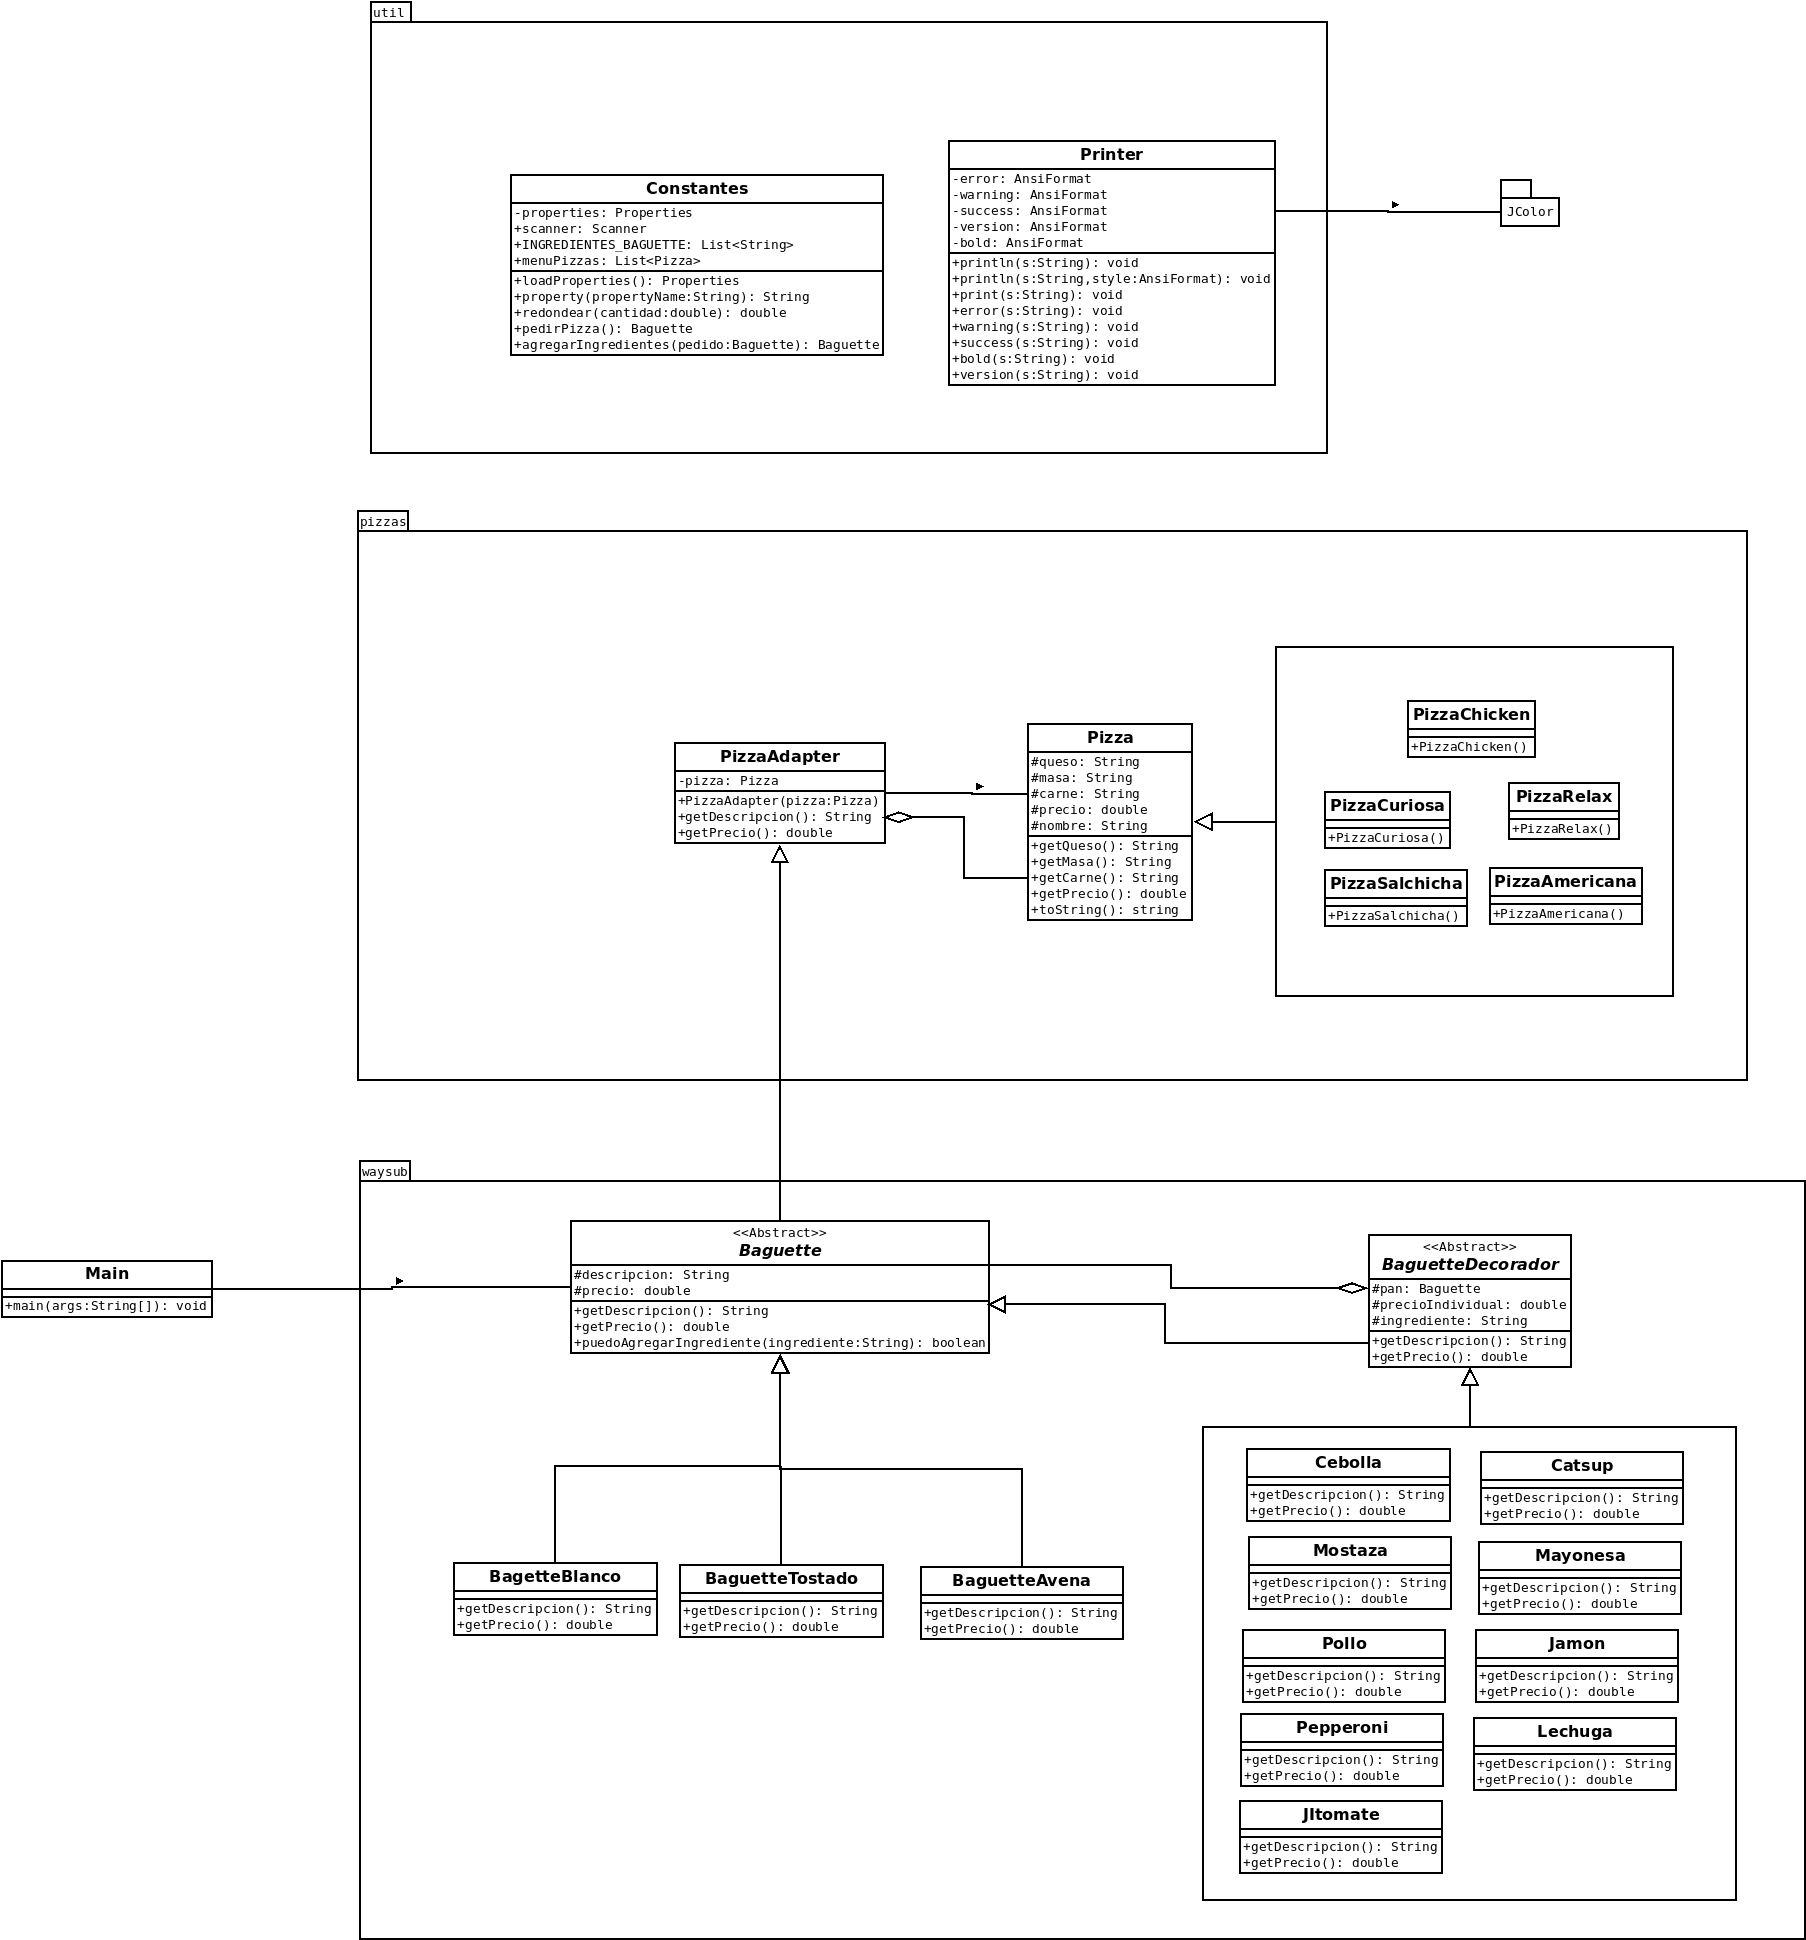 util
Printer
-error: AnsiFormat
-warning: AnsiFormat
-success: AnsiFormat
-version: AnsiFormat
-bold: AnsiFormat
+println(s:String): void
+println(s:String,style:AnsiFormat): void
+print(s:String): void
+error(s:String): void
+warning(s:String): void
+success(s:String): void
+bold(s:String): void
+version(s:String): void
Constantes
-properties: Properties
+scanner: Scanner
+INGREDIENTES_BAGUETTE: List<String>
+menuPizzas: List<Pizza>
+loadProperties(): Properties
+property(propertyName:String): String
+redondear(cantidad:double): double
+pedirPizza(): Baguette
+agregarIngredientes(pedido:Baguette): Baguette
JColor
pizzas
PizzaAdapter
-pizza: Pizza
+PizzaAdapter(pizza:Pizza)
+getDescripcion(): String
+getPrecio(): double
Pizza
#queso: String
#masa: String
#carne: String
#precio: double
#nombre: String
+getQueso(): String
+getMasa(): String
+getCarne(): String
+getPrecio(): double
+toString(): string
PizzaChicken
+PizzaChicken()
PizzaCuriosa
+PizzaCuriosa()
PizzaRelax
+PizzaRelax()
PizzaSalchicha
+PizzaSalchicha()
PizzaAmericana
+PizzaAmericana()
waysub
Main
+main(args:String[]): void
<<Abstract>>
Baguette
#descripcion: String
#precio: double
+getDescripcion(): String
+getPrecio(): double
+puedoAgregarIngrediente(ingrediente:String): boolean
<<Abstract>>
BaguetteDecorador
#pan: Baguette
#precioIndividual: double
#ingrediente: String
+getDescripcion(): String
+getPrecio(): double
BagetteBlanco
+getDescripcion(): String
+getPrecio(): double
BaguetteTostado
+getDescripcion(): String
+getPrecio(): double
BaguetteAvena
+getDescripcion(): String
+getPrecio(): double
Cebolla
+getDescripcion(): String
+getPrecio(): double
Catsup
+getDescripcion(): String
+getPrecio(): double
Mostaza
+getDescripcion(): String
+getPrecio(): double
Mayonesa
+getDescripcion(): String
+getPrecio(): double
Pollo
+getDescripcion(): String
+getPrecio(): double
Jamon
+getDescripcion(): String
+getPrecio(): double
Pepperoni
+getDescripcion(): String
+getPrecio(): double
Lechuga
+getDescripcion(): String
+getPrecio(): double
JItomate
+getDescripcion(): String
+getPrecio(): double